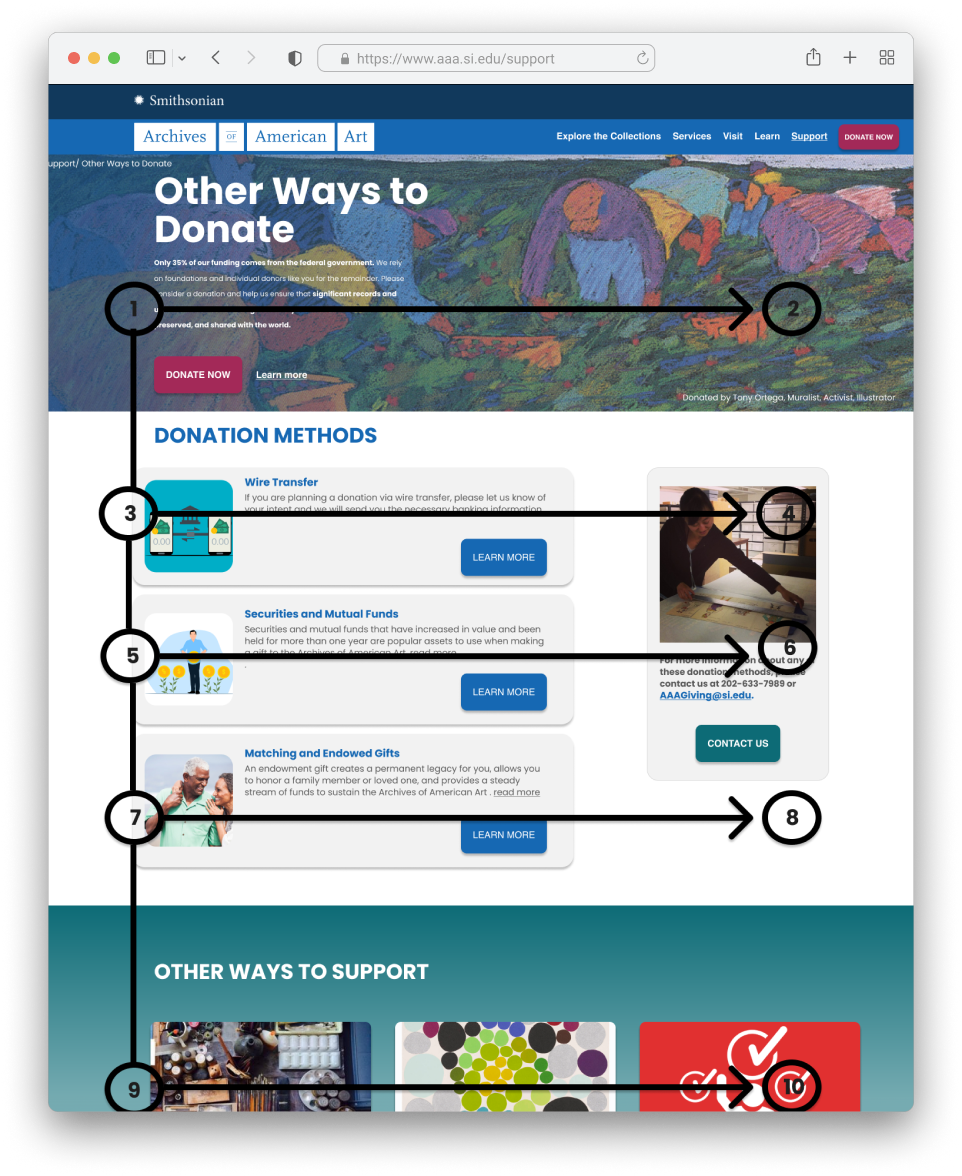 https://www.aaa.si.edu/support
Smithsonian
Archives OF American Art
Explore the Collections Services Visit Learn Support DONATE NOW
upport/ Other Ways to Donate
Other Ways to
Donate
Only 35% of our funding comes from the federal government. We rely
on foundations and individual donors like you for the remainder. Please
consider a donation and help us ensure that significant records and
preserved, and shared with the world.
1 2
DONATE NOW Learn more
Donated by Tony Ortega, Muralist, Activist, Illustrator
DONATION METHODS
Wire Transfer
If you are planning a donation via wire transfer, please let us know of
your intent and we will send you the necessary banking information
3 4
0:00 0:00
LEARN MORE
Securities and Mutual Funds
Securities and mutual funds that have increased in value and been
held for more than one year are popular assets to use when making
a gift to the Archives of American Art. read more
.
5 6
LEARN MORE
For more information about any of
these donation methods, please
contact us at 202-633-7989 or
AAAGiving@si.edu.
CONTACT US
Matching and Endowed Gifts
An endowment gift creates a permanent legacy for you, allows you
to honor a family member or loved one, and provides a steady
stream of funds to sustain the Archives of American Art . read more
7 8
LEARN MORE
OTHER WAYS TO SUPPORT
9 10